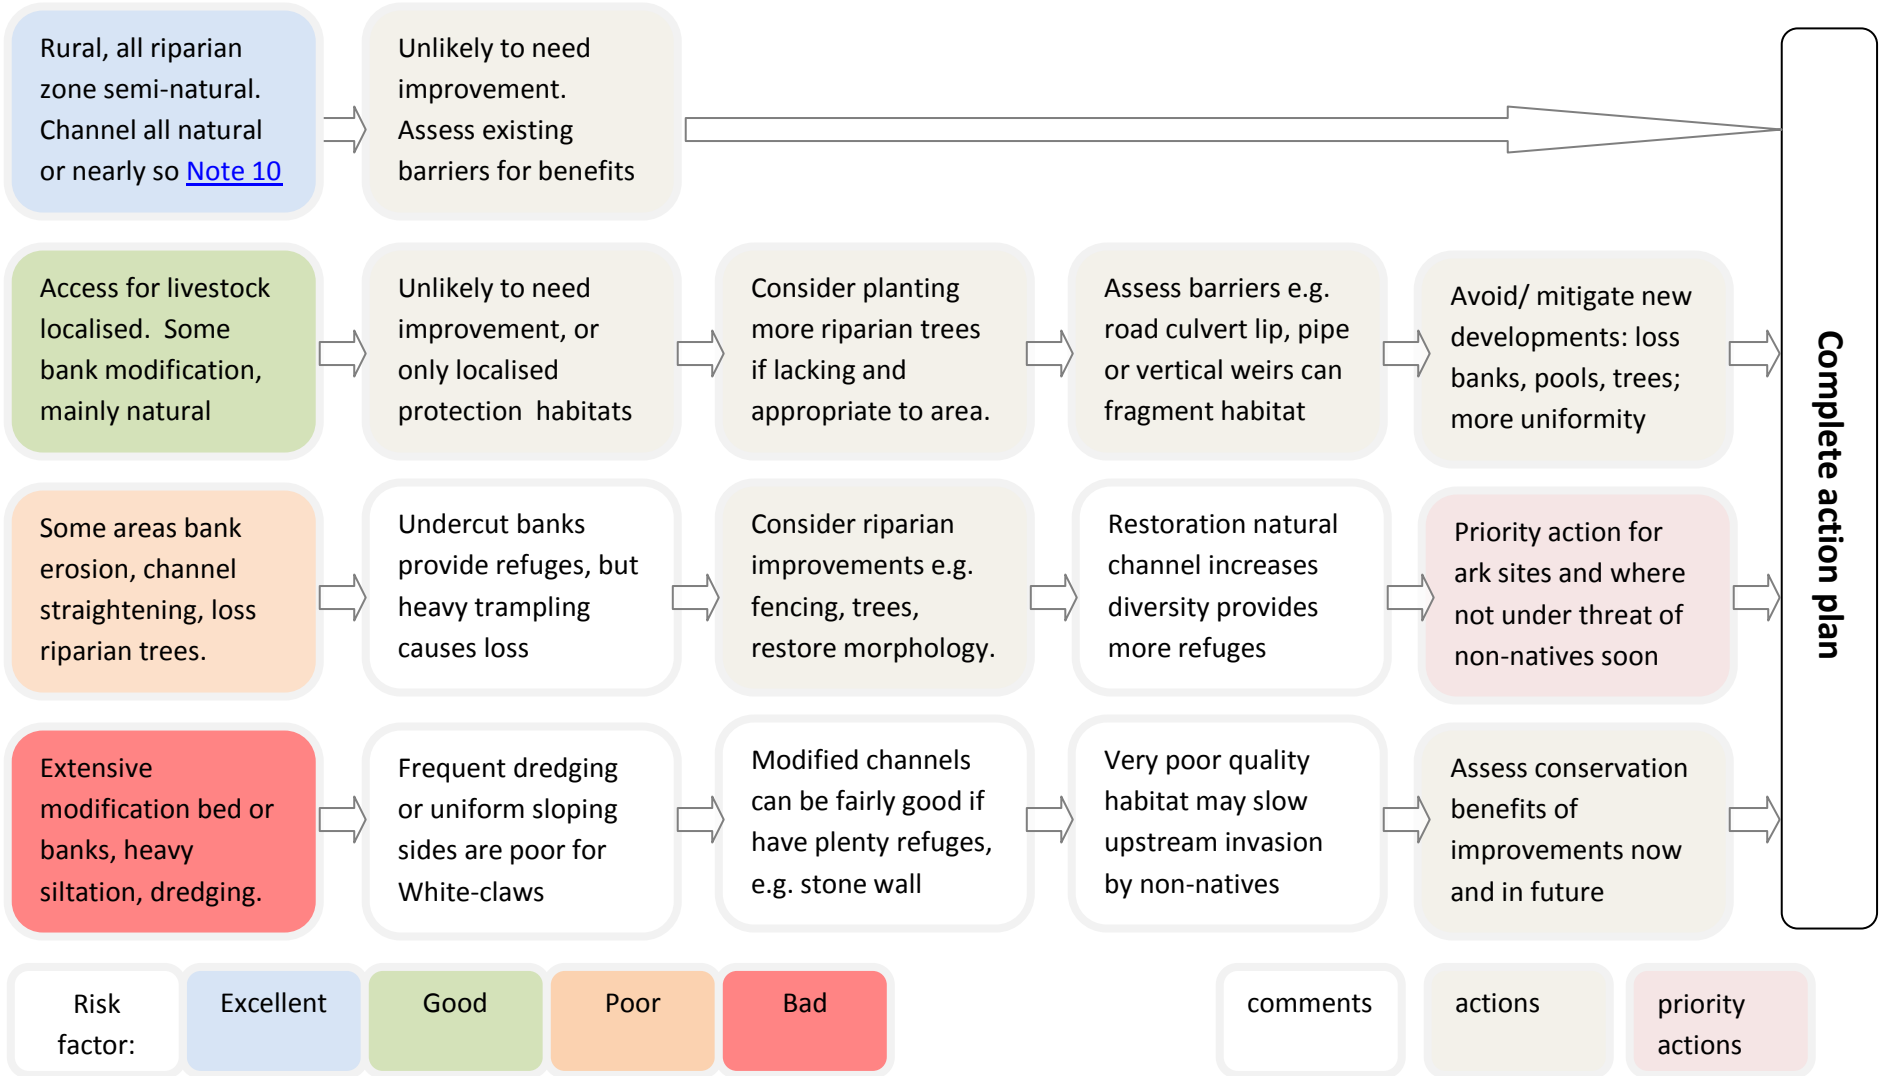 Rural, all riparian
zone semi-natural.
Channel all natural
or nearly so Note 10
Unlikely to need
improvement.
Assess existing
barriers for benefits
Access for livestock
localised.  Some
bank modification,
mainly natural
Unlikely to need
improvement, or
only localised
protection  habitats
Consider planting
more riparian trees
if lacking and
appropriate to area.
Assess barriers e.g.
road culvert lip, pipe
or vertical weirs can
fragment habitat
Avoid/ mitigate new
developments: loss
banks, pools, trees;
more uniformity
Some areas bank
erosion, channel
straightening, loss
riparian trees.
Undercut banks
provide refuges, but
heavy trampling
causes loss
Consider riparian
improvements e.g.
fencing, trees,
restore morphology.
Restoration natural
channel increases
diversity provides
more refuges
Priority action for
ark sites and where
not under threat of
non-natives soon
Extensive
modification bed or
banks, heavy
siltation, dredging.
Frequent dredging
or uniform sloping
sides are poor for
White-claws
Modified channels
can be fairly good if
have plenty refuges,
e.g. stone wall
Very poor quality
habitat may slow
upstream invasion
by non-natives
Assess conservation
benefits of
improvements now
and in future
Complete action plan
Risk
factor:
Excellent
Good
Poor
Bad
comments
actions
priority
actions